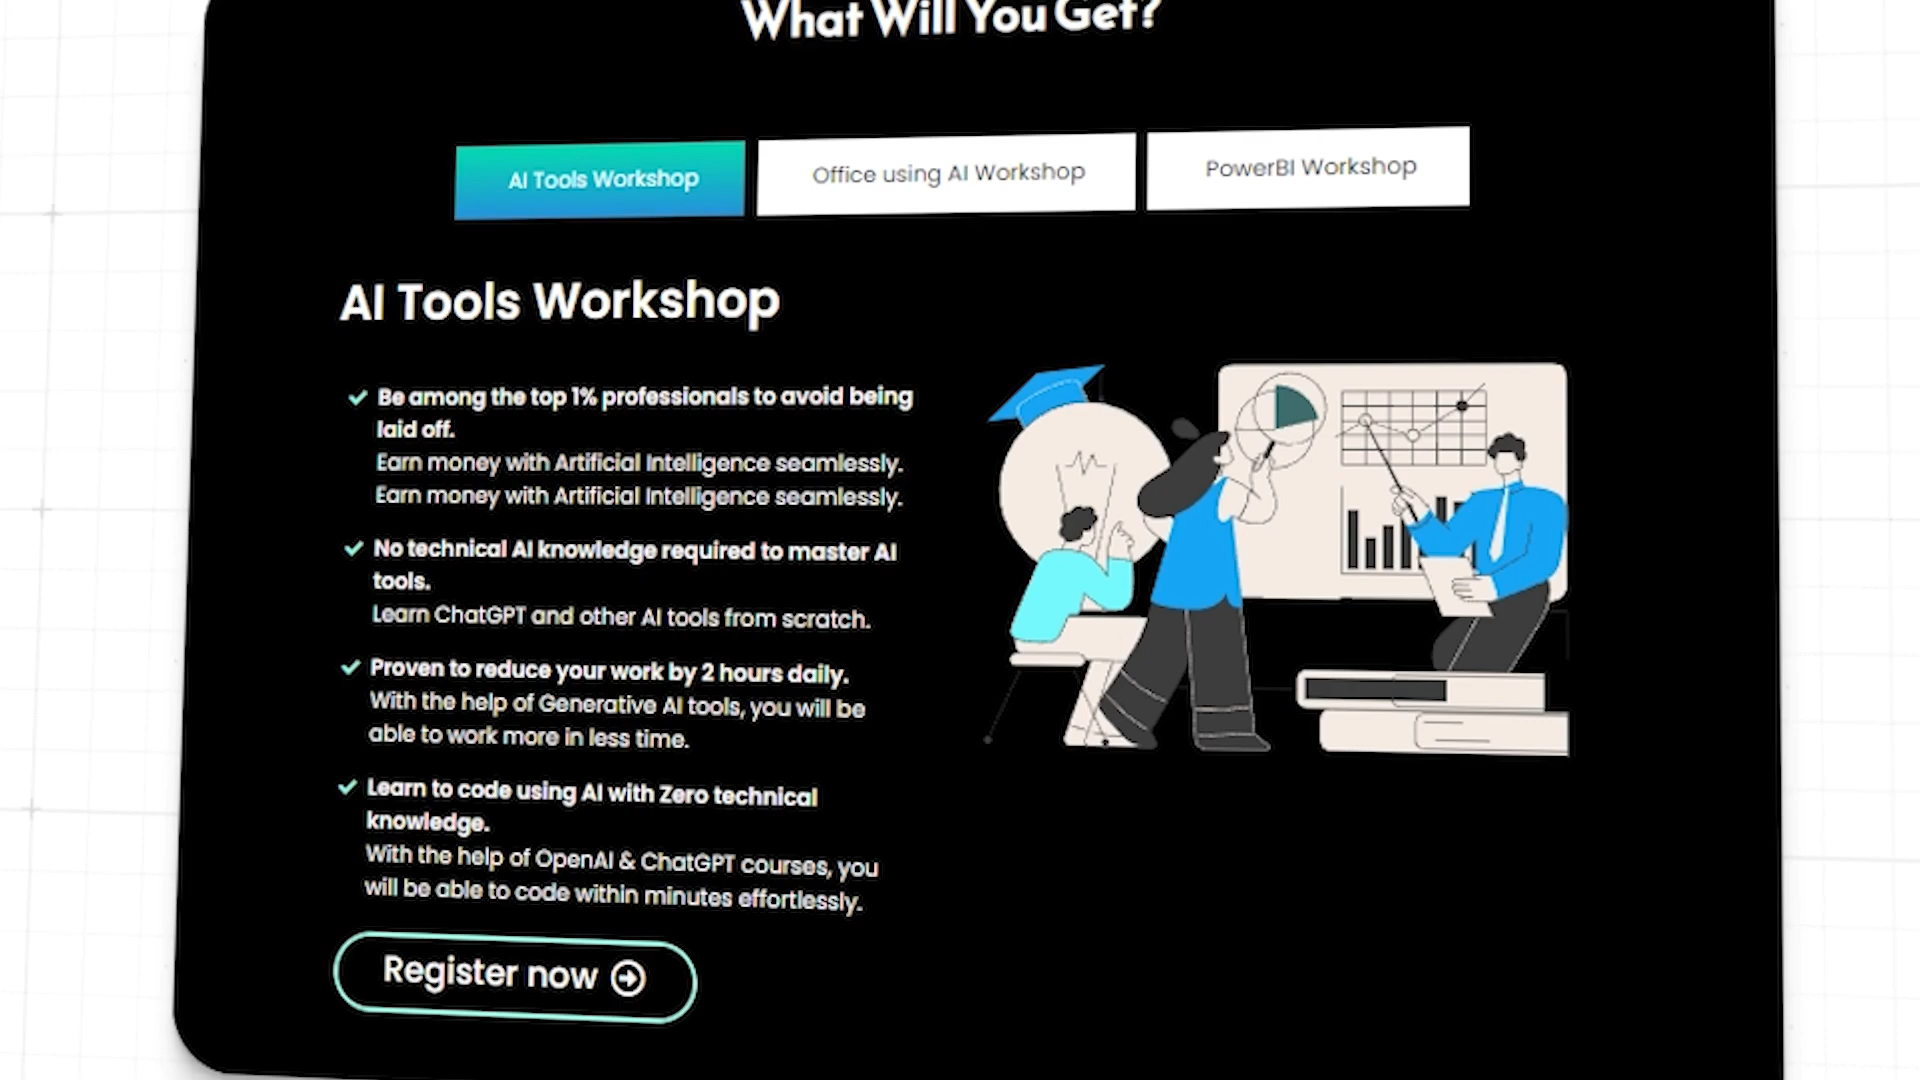 What Will You Get?
AI Tools Workshop
Office using AI Workshop
PowerBI Workshop
AI Tools Workshop
Be among the top 1% professionals to avoid being
laid off.
Earn money with Artificial Intelligence seamlessly.
Earn money with Artificial Intelligence seamlessly.
No technical AI knowledge required to master AI
tools.
Learn ChatGPT and other AI tools from scratch.
Proven to reduce your work by 2 hours daily.
With the help of Generative AI tools, you will be
able to work more in less time.
Learn to code using AI with Zero technical
knowledge.
With the help of OpenAI & ChatGPT courses, you
will be able to code within minutes effortlessly.
Register now